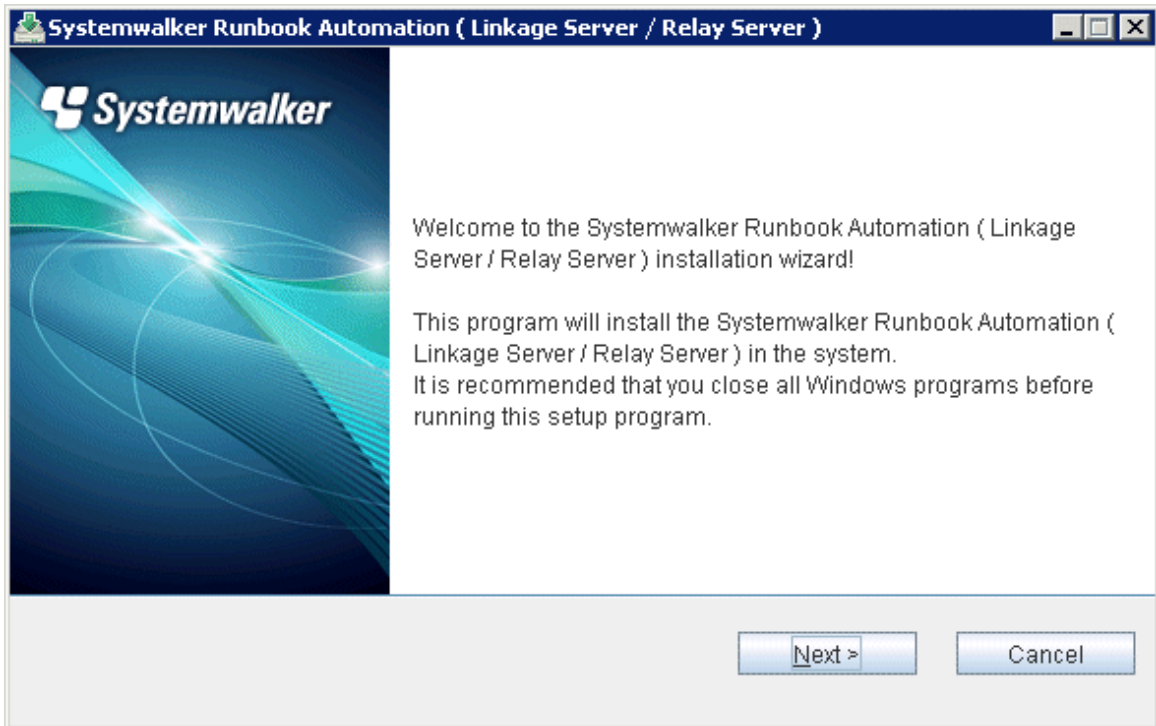 Systemwalker Runbook Automation ( Linkage Server / Relay Server )
Systemwalker
Welcome to the Systemwalker Runbook Automation ( Linkage
Server / Relay Server ) installation wizard!
This program will install the Systemwalker Runbook Automation (
Linkage Server / Relay Server ) in the system.
It is recommended that you close all Windows programs before
running this setup program.
Next >
Cancel